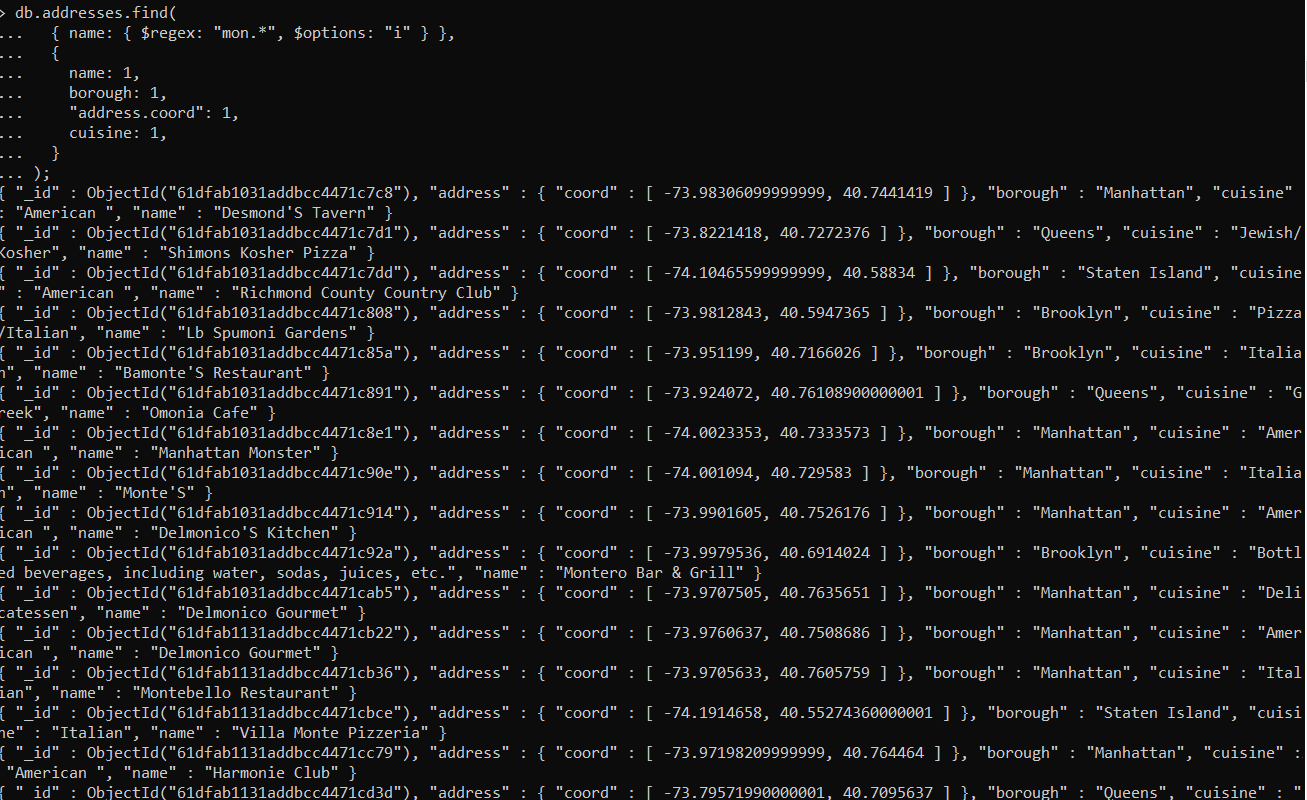 > db.addresses.find(
...   { name: { $regex: "mon.*", $options: "i" } },
...   {
...     name: 1,
...     borough: 1,
...     "address.coord": 1,
...     cuisine: 1,
...   }
... );
{ "_id" : ObjectId("61dfab1031addbcc4471c7c8"), "address" : { "coord" : [ -73.98306099999999, 40.7441419 ] }, "borough" : "Manhattan", "cuisine"
: "American ", "name" : "Desmond'S Tavern" }
{ "_id" : ObjectId("61dfab1031addbcc4471c7d1"), "address" : { "coord" : [ -73.8221418, 40.7272376 ] }, "borough" : "Queens", "cuisine" : "Jewish/
Kosher", "name" : "Shimons Kosher Pizza" }
{ "_id" : ObjectId("61dfab1031addbcc4471c7dd"), "address" : { "coord" : [ -74.10465599999999, 40.58834 ] }, "borough" : "Staten Island", "cuisine
" : "American ", "name" : "Richmond County Country Club" }
{ "_id" : ObjectId("61dfab1031addbcc4471c808"), "address" : { "coord" : [ -73.9812843, 40.5947365 ] }, "borough" : "Brooklyn", "cuisine" : "Pizza
/Italian", "name" : "Lb Spumoni Gardens" }
{ "_id" : ObjectId("61dfab1031addbcc4471c85a"), "address" : { "coord" : [ -73.951199, 40.7166026 ] }, "borough" : "Brooklyn", "cuisine" : "Italia
n", "name" : "Bamonte'S Restaurant" }
{ "_id" : ObjectId("61dfab1031addbcc4471c891"), "address" : { "coord" : [ -73.924072, 40.76108900000001 ] }, "borough" : "Queens", "cuisine" : "G
reek", "name" : "Omonia Cafe" }
{ "_id" : ObjectId("61dfab1031addbcc4471c8e1"), "address" : { "coord" : [ -74.0023353, 40.7333573 ] }, "borough" : "Manhattan", "cuisine" : "Amer
ican ", "name" : "Manhattan Monster" }
{ "_id" : ObjectId("61dfab1031addbcc4471c90e"), "address" : { "coord" : [ -74.001094, 40.729583 ] }, "borough" : "Manhattan", "cuisine" : "Italia
n", "name" : "Monte'S" }
{ "_id" : ObjectId("61dfab1031addbcc4471c914"), "address" : { "coord" : [ -73.9901605, 40.7526176 ] }, "borough" : "Manhattan", "cuisine" : "Amer
ican ", "name" : "Delmonico'S Kitchen" }
{ "_id" : ObjectId("61dfab1031addbcc4471c92a"), "address" : { "coord" : [ -73.9979536, 40.6914024 ] }, "borough" : "Brooklyn", "cuisine" : "Bottl
ed beverages, including water, sodas, juices, etc.", "name" : "Montero Bar & Grill" }
{ "_id" : ObjectId("61dfab1031addbcc4471cab5"), "address" : { "coord" : [ -73.9707505, 40.7635651 ] }, "borough" : "Manhattan", "cuisine" : "Deli
catessen", "name" : "Delmonico Gourmet" }
{ "_id" : ObjectId("61dfab1131addbcc4471cb22"), "address" : { "coord" : [ -73.9760637, 40.7508686 ] }, "borough" : "Manhattan", "cuisine" : "Amer
ican ", "name" : "Delmonico Gourmet" }
{ "_id" : ObjectId("61dfab1131addbcc4471cb36"), "address" : { "coord" : [ -73.9705633, 40.7605759 ] }, "borough" : "Manhattan", "cuisine" : "Ital
ian", "name" : "Montebello Restaurant" }
{ "_id" : ObjectId("61dfab1131addbcc4471cbce"), "address" : { "coord" : [ -74.1914658, 40.55274360000001 ] }, "borough" : "Staten Island", "cuisi
ne" : "Italian", "name" : "Villa Monte Pizzeria" }
{ "_id" : ObjectId("61dfab1131addbcc4471cc79"), "address" : { "coord" : [ -73.97198209999999, 40.764464 ] }, "borough" : "Manhattan", "cuisine" :
"American ", "name" : "Harmonie Club" }
{ "_id" : ObjectId("61dfab1131addbcc4471cd3d"), "address" : { "coord" : [ -73.79571990000001, 40.7095637 ] }, "borough" : "Queens", "cuisine" : "